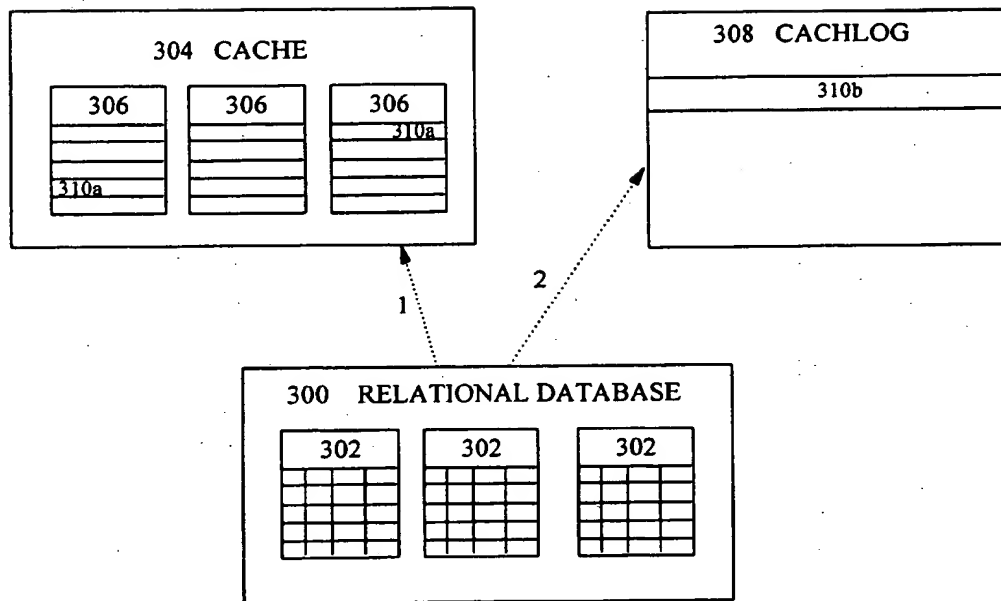 304 CACHE
306 306 306
310a
310a
308 CACHLOG
310b
1
2
300 RELATIONAL DATABASE
302 302 302